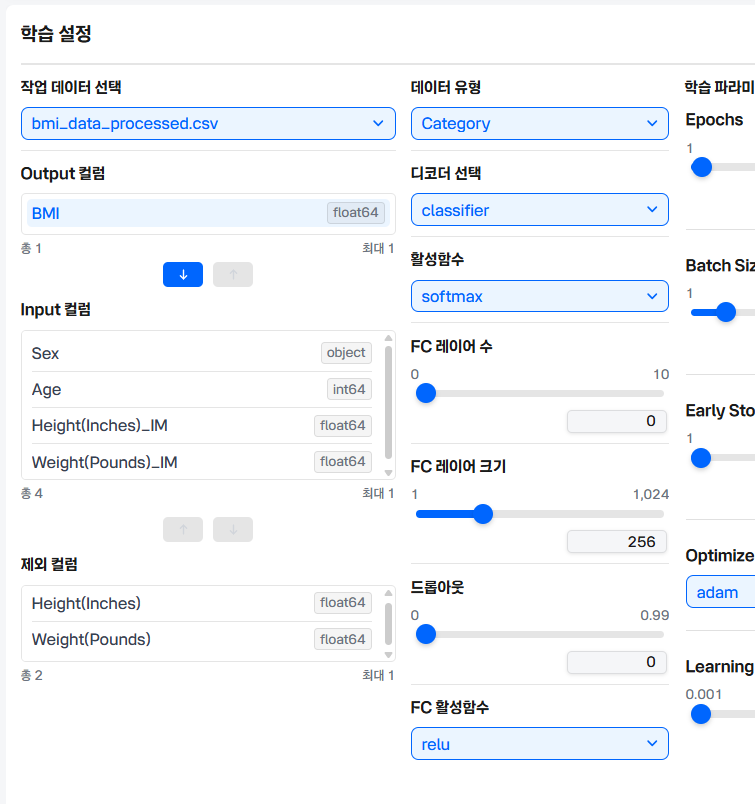 학습 설정
작업 데이터 선택
bmi_data_processed.csv
Output 컬럼
BMI float64
총 1 최대 1
↓ ↑
Input 컬럼
Sex object
Age int64
Height(Inches)_IM float64
Weight(Pounds)_IM float64
총 4 최대 1
↑ ↓
제외 컬럼
Height(Inches) float64
Weight(Pounds) float64
총 2 최대 1
데이터 유형
Category
디코더 선택
classifier
활성함수
softmax
FC 레이어 수
0 10
0
FC 레이어 크기
1 1,024
256
드롭아웃
0 0.99
0
FC 활성함수
relu
학습 파라미
Epochs
1
Batch Siz
1
Early Sto
1
Optimize
adam
Learning
0.001